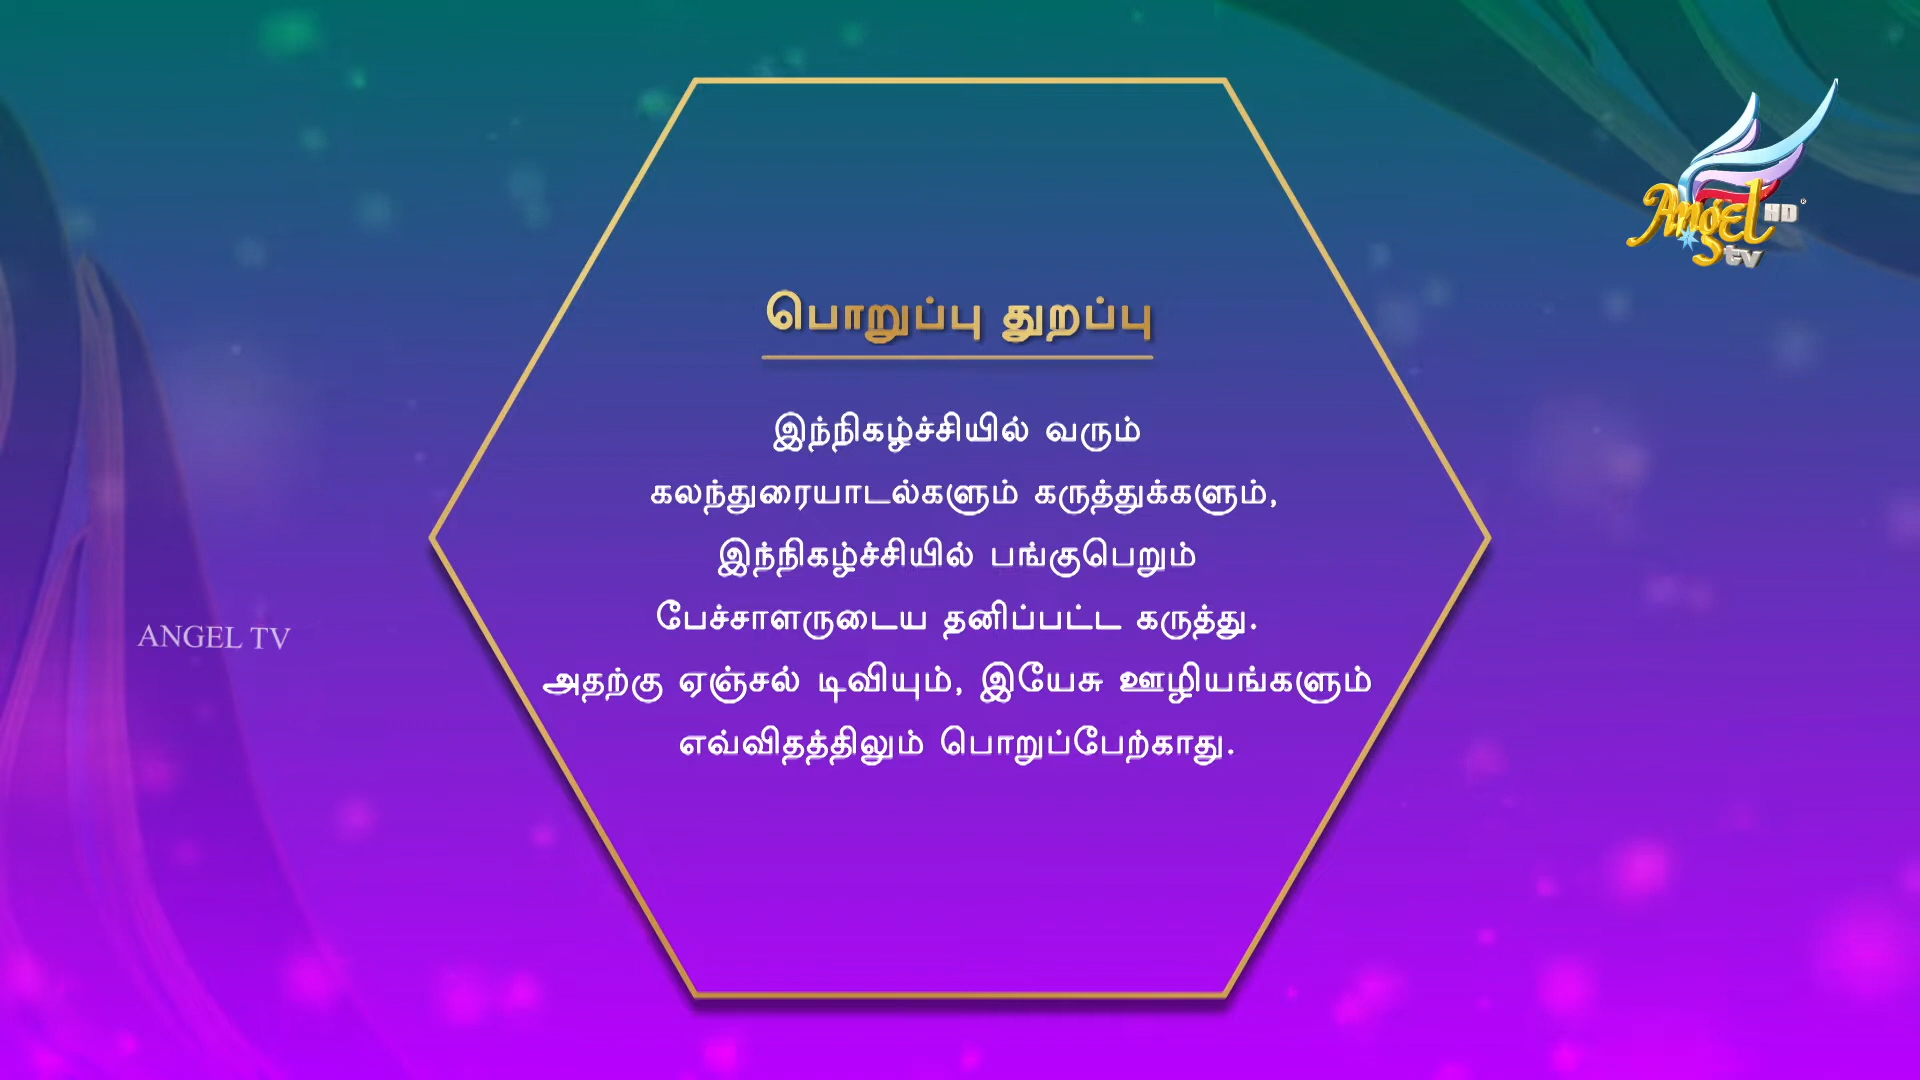 Angel HD
tv
பொறுப்பு துறப்பு
இந்நிகழ்ச்சியில் வரும்
கலந்துரையாடல்களும் கருத்துக்களும்,
இந்நிகழ்ச்சியில் பங்குபெறும்
பேச்சாளருடைய தனிப்பட்ட கருத்து.
அதற்கு ஏஞ்சல் டிவியும், இயேசு ஊழியங்களும்
எவ்விதத்திலும் பொறுப்பேற்காது.
ANGEL TV